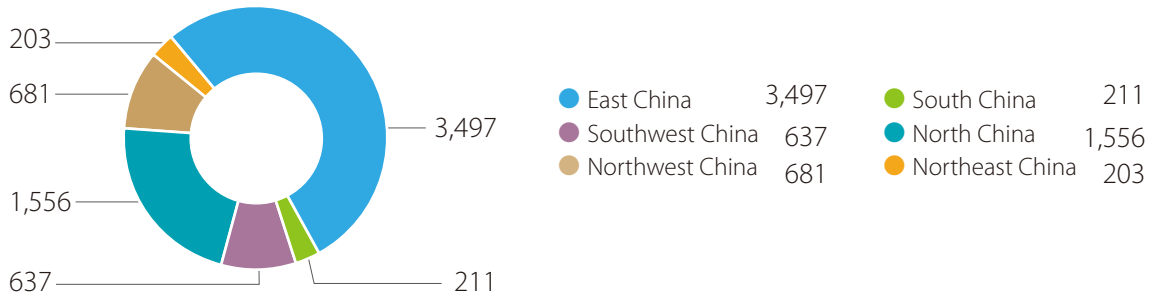 203
681
1,556
637
3,497
211
East China 3,497
Southwest China 637
Northwest China 681
South China 211
North China 1,556
Northeast China 203